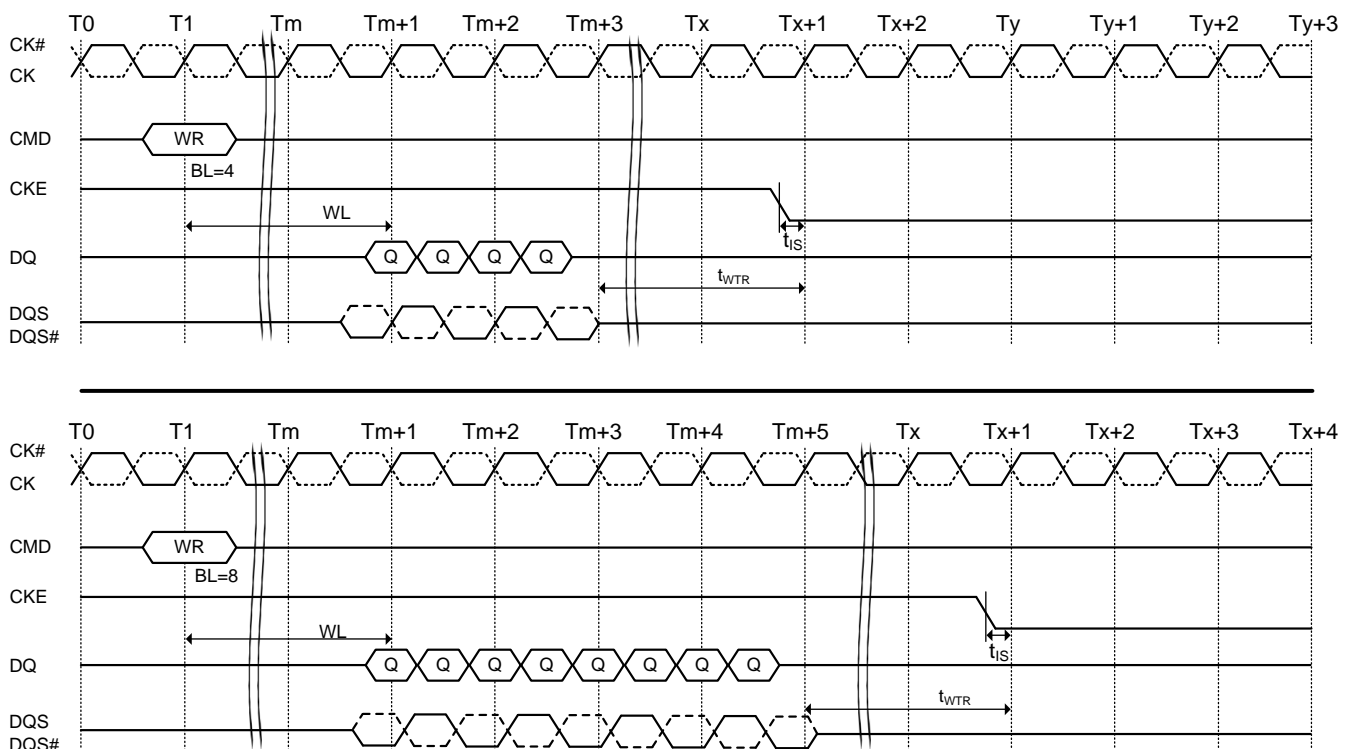 T0 T1 Tm Tm+1 Tm+2 Tm+3 Tx Tx+1 Tx+2 Ty Ty+1 Ty+2 Ty+3
CK#
CK
CMD WR
BL=4
CKE
WL
tIS
DQ Q Q Q Q
tWTR
DQS
DQS#
T0 T1 Tm Tm+1 Tm+2 Tm+3 Tm+4 Tm+5 Tx Tx+1 Tx+2 Tx+3 Tx+4
CK#
CK
CMD WR
BL=8
CKE
WL
tIS
DQ Q Q Q Q Q Q Q Q
tWTR
DQS
DQS#